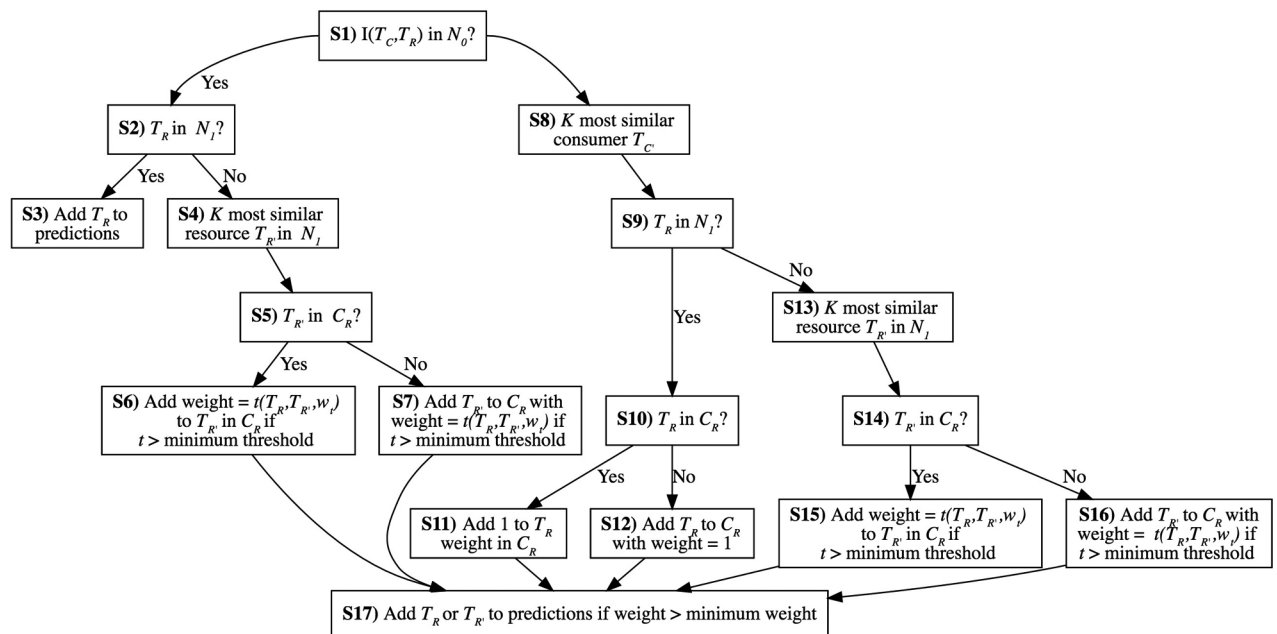 S1) I(T_C,T_R) in N_0?
Yes
S2) T_R in N_1?
S8) K most similar
consumer T_C'
Yes
No
S3) Add T_R to
predictions
S4) K most similar
resource T_R' in N_1
S9) T_R in N_1?
No
S5) T_R' in C_R?
Yes
S13) K most similar
resource T_R' in N_1
Yes
No
S6) Add weight = t(T_R,T_R',w_t)
to T_R' in C_R if
t > minimum threshold
S7) Add T_R' to C_R with
weight = t(T_R,T_R',w_t) if
t > minimum threshold
S10) T_R in C_R?
S14) T_R' in C_R?
Yes
No
Yes
No
S11) Add 1 to T_R
weight in C_R
S12) Add T_R to C_R
with weight = 1
S15) Add weight = t(T_R,T_R',w_t)
to T_R' in C_R if
t > minimum threshold
S16) Add T_R' to C_R with
weight = t(T_R,T_R',w_t) if
t > minimum threshold
S17) Add T_R or T_R' to predictions if weight > minimum weight